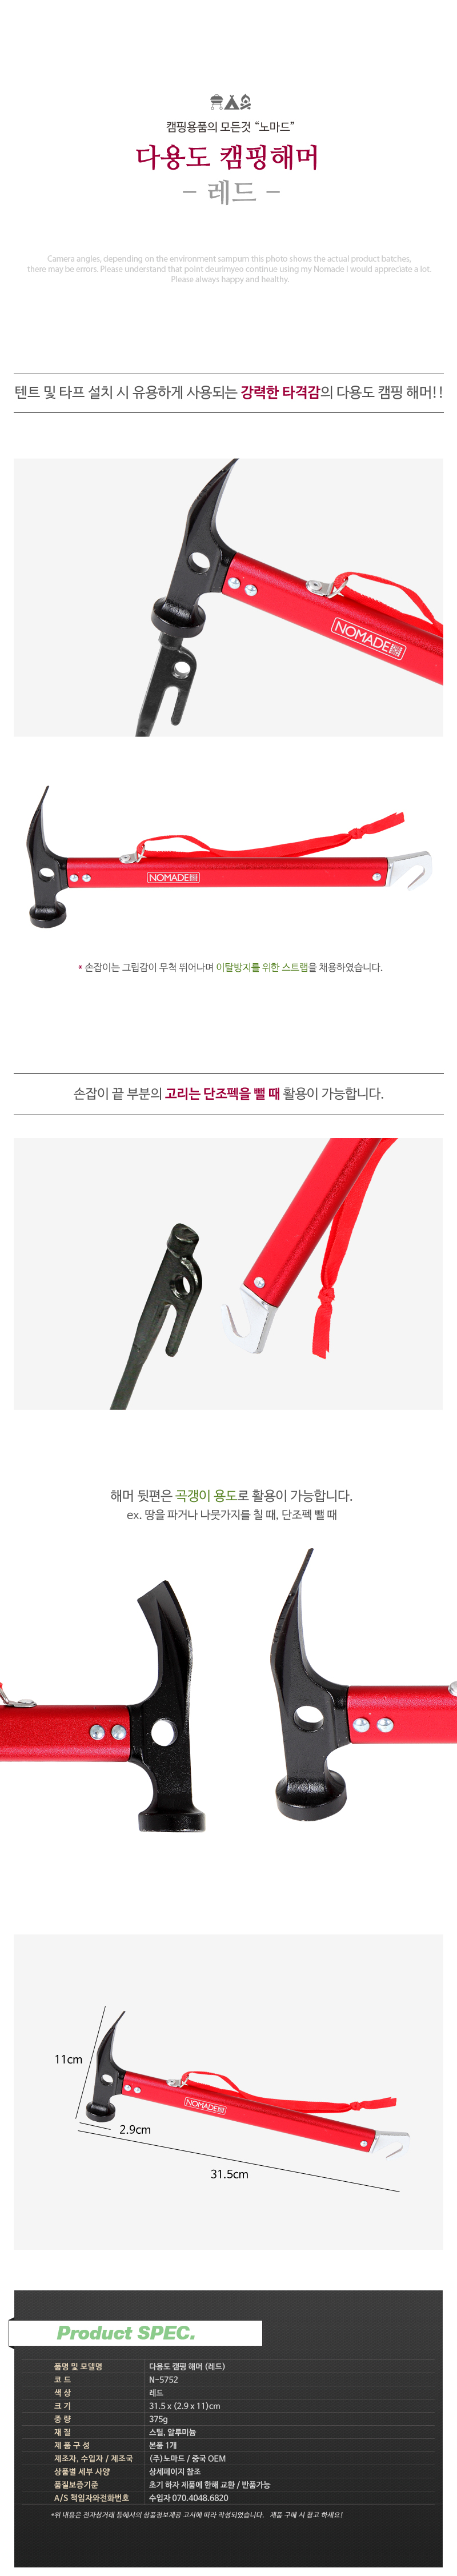 캠핑용품의 모든것 “노마드”
다용도 캠핑해머
- 레드 -
Camera angles, depending on the environment sampum this photo shows the actual product batches,
there may be errors. Please understand that point deurimyeo continue using my Nomade I would appreciate a lot.
Please always happy and healthy.
텐트 및 타프 설치 시 유용하게 사용되는 강력한 타격감의 다용도 캠핑 해머!!
NOMADE
NOMADE
* 손잡이는 그립감이 무척 뛰어나며 이탈방지를 위한 스트랩을 채용하였습니다.
손잡이 끝 부분의 고리는 단조펙을 뺄 때 활용이 가능합니다.
해머 뒷편은 곡갱이 용도로 활용이 가능합니다.
ex. 땅을 파거나 나뭇가지를 칠 때, 단조펙 뺄 때
11cm
NOMADE
2.9cm
31.5cm
Product SPEC.
품명 및 모델명 다용도 캠핑 해머 (레드)
코 드 N-5752
색 상 레드
크 기 31.5 x (2.9 x 11)cm
중 량 375g
재 질 스틸, 알루미늄
제 품 구 성 본품 1개
제조자, 수입자 / 제조국 (주)노마드 / 중국 OEM
상품별 세부 사양 상세페이지 참조
품질보증기준 초기 하자 제품에 한해 교환 / 반품가능
A/S 책임자와전화번호 수입자 070.4048.6820
*위 내용은 전자상거래 등에서의 상품정보제공 고시에 따라 작성되었습니다. 제품 구매 시 참고 하세요!